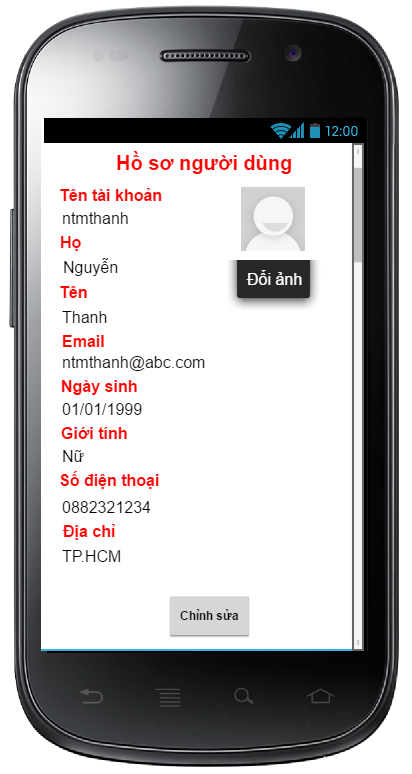 12:00
Hồ sơ người dùng
Tên tài khoản
ntmthanh
Họ
Nguyễn
Đổi ảnh
Tên
Thanh
Email
ntmthanh@abc.com
Ngày sinh
01/01/1999
Giới tính
Nữ
Số điện thoại
0882321234
Địa chỉ
TP.HCM
Chỉnh sửa